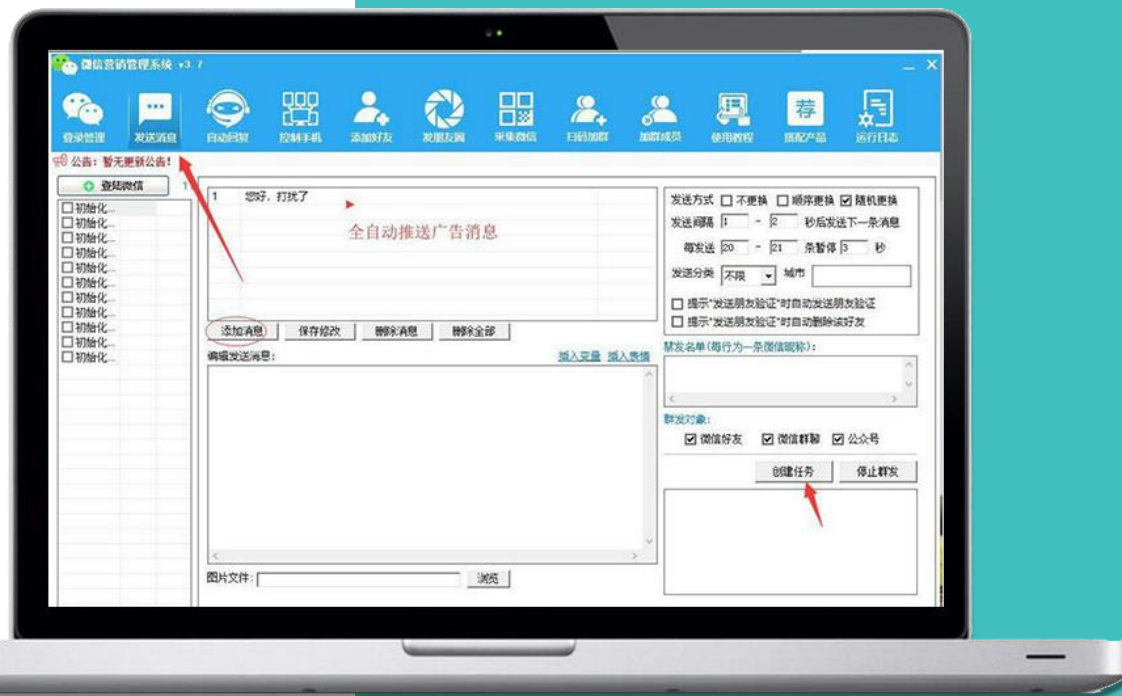 微信营销管理系统 v3.7
登录管理 发送消息 自动回复 控制手机 添加好友 发朋友圈 采集微信 扫码加群 加群成员 使用教程 搭配产品 运行日志
荐
公告：暂无更新公告！
登陆微信
1
初始化...
初始化...
初始化...
初始化...
初始化...
初始化...
初始化...
初始化...
初始化...
初始化...
初始化...
1 您好，打扰了
全自动推送广告消息
添加消息 保存修改 删除消息 删除全部
编辑发送消息： 插入变量 插入表情
图片文件： 浏览
发送方式 不更换 顺序更换 随机更换
发送间隔 1 - 2 秒后发送下一条消息
每发送 20 - 21 条暂停 3 秒
发送分类 不限 城市
提示"发送朋友验证"时自动发送朋友验证
提示"发送朋友验证"时自动删除该好友
禁发名单(每行为一条微信昵称)：
群发对象：
微信好友 微信群聊 公众号
创建任务 停止群发